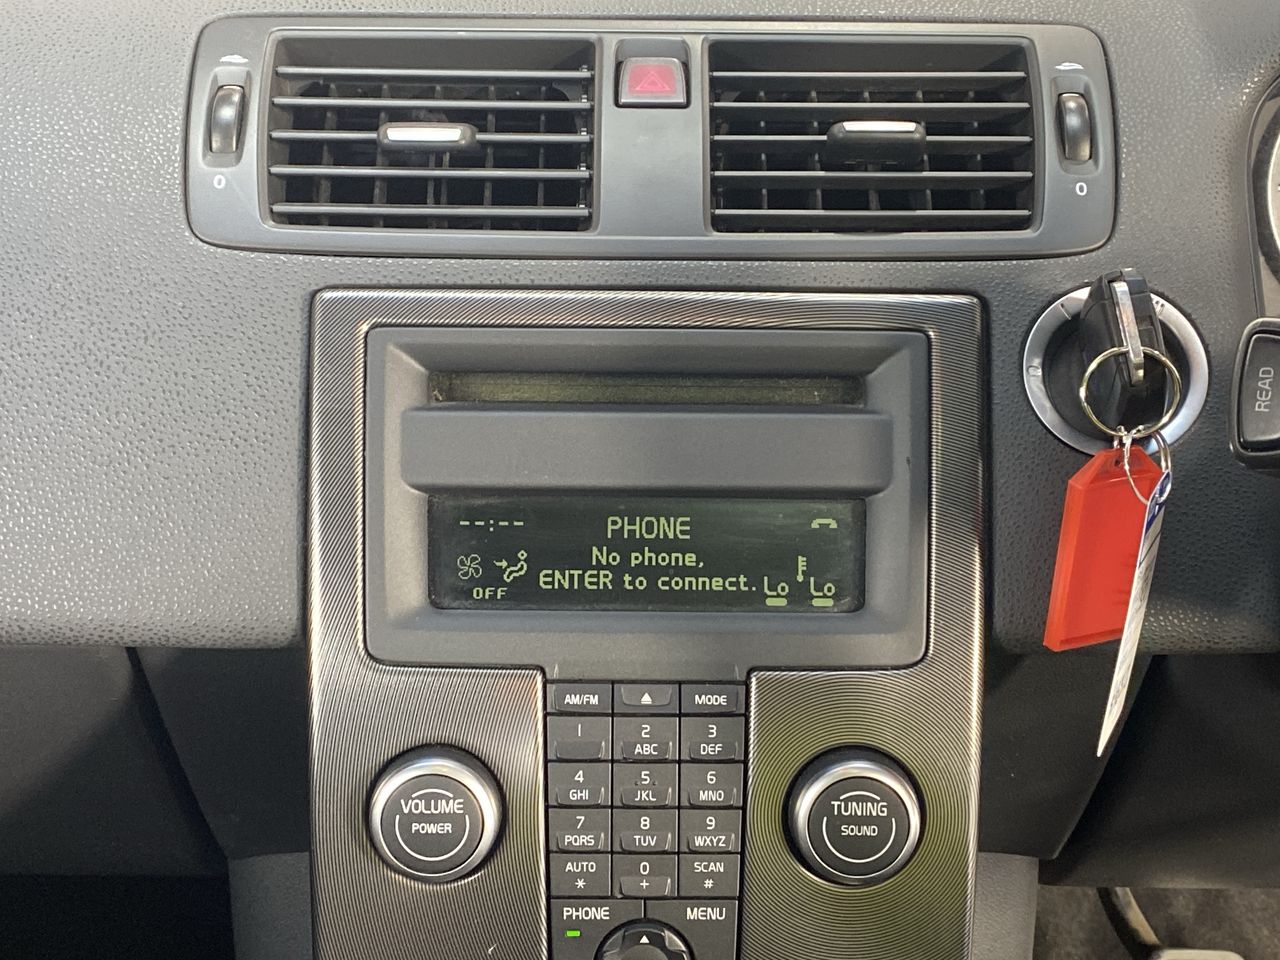 0
0
READ
--:--
PHONE
No phone,
ENTER to connect.
OFF
Lo
Lo
AM/FM
MODE
1
2
ABC
3
DEF
4
GHI
5
JKL
6
MNO
7
PQRS
8
TUV
9
WXYZ
AUTO
*
0
+
SCAN
#
VOLUME
POWER
TUNING
SOUND
PHONE
MENU